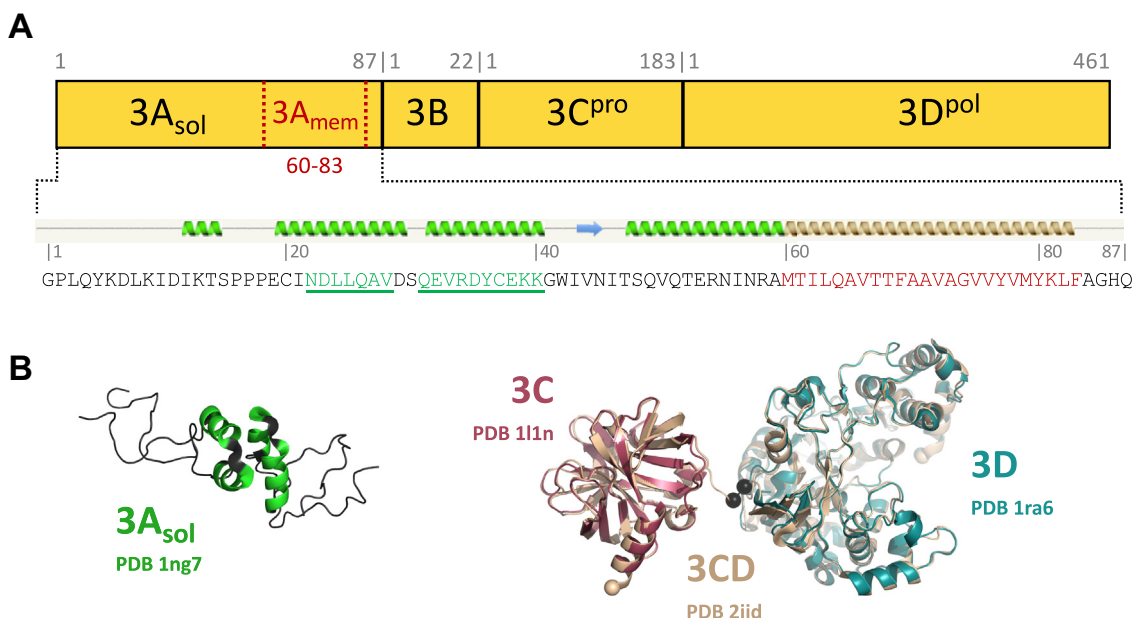 A
1 87|1 22|1 183|1 461
3Asol 3Amem 3B 3Cpro 3Dpol
60-83
|1 |20 |40 |60 |80 87|
GPLQYKDLKIDIKTSPPPECINDLLQAVDSQEVRDYCEKKGWIVNITSQVQTERNINRAMTILQAVTTFAAVAGVVYVMYKLFAGHQ
B
3C
PDB 1l1n
3D
PDB 1ra6
3Asol
PDB 1ng7
3CD
PDB 2ijd